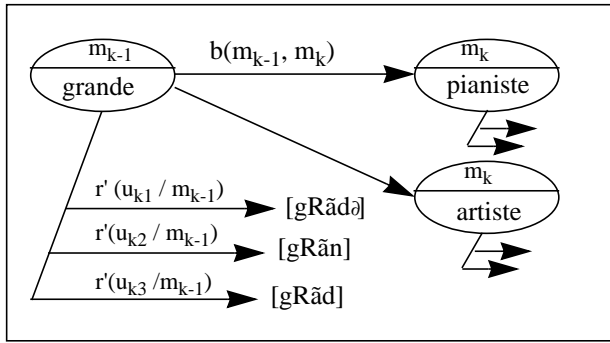 m_{k-1}
grande
b(m_{k-1}, m_k)
m_k
pianiste
m_k
artiste
r' (u_{k1} / m_{k-1})
[gRãd∂]
r'(u_{k2} / m_{k-1})
[gRãn]
r'(u_{k3} /m_{k-1})
[gRãd]